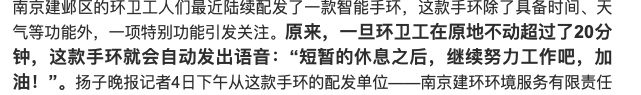 南京建邺区的环卫工人们最近陆续配发了一款智能手环，这款手环除了具备时间、天
气等功能外，一项特别功能引发关注。原来，一旦环卫工在原地不动超过了20分
钟，这款手环就会自动发出语音：“短暂的休息之后，继续努力工作吧，加
油！”。扬子晚报记者4日下午从这款手环的配发单位——南京建环环境服务有限责任